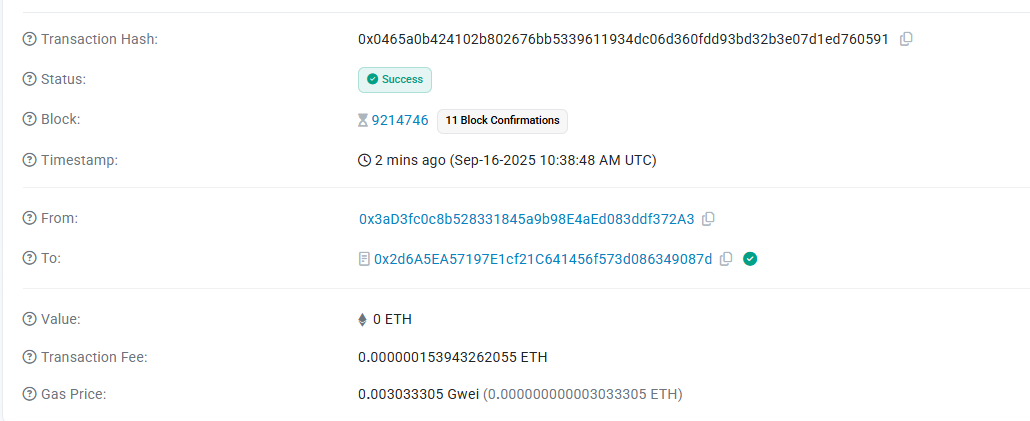 Transaction Hash: 0x0465a0b424102b802676bb5339611934dc06d360fdd93bd32b3e07d1ed760591
Status: Success
Block: 9214746 11 Block Confirmations
Timestamp: 2 mins ago (Sep-16-2025 10:38:48 AM UTC)
From: 0x3aD3fc0c8b528331845a9b98E4aEd083ddf372A3
To: 0x2d6A5EA57197E1cf21C641456f573d086349087d
Value: 0 ETH
Transaction Fee: 0.000000153943262055 ETH
Gas Price: 0.003033305 Gwei (0.000000000003033305 ETH)